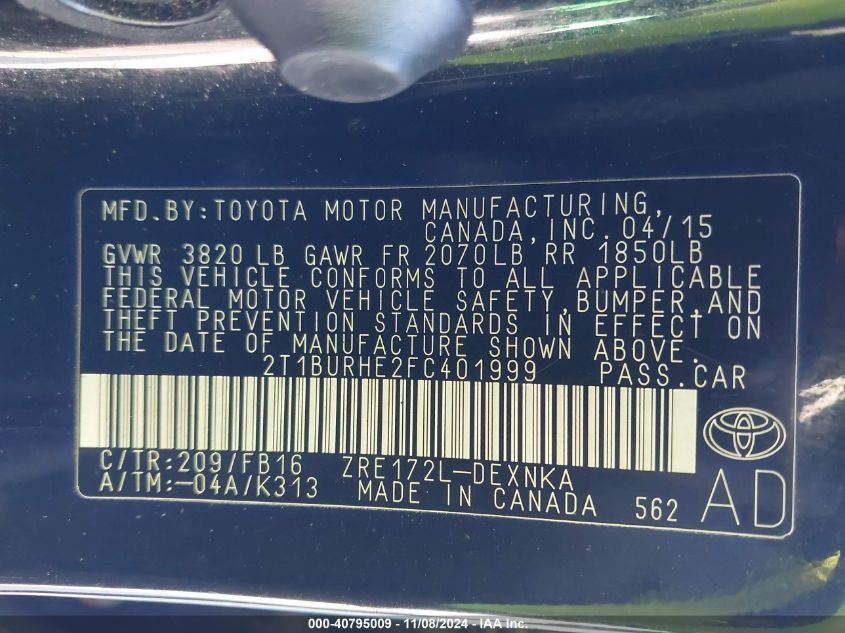 MFD.BY:TOYOTA MOTOR MANUFACTURING,
CANADA,INC.04/15
GVWR 3820LB GAWR FR 2070LB RR 1850LB
THIS VEHICLE CONFORMS TO ALL APPLICABLE
FEDERAL MOTOR VEHICLE SAFETY,BUMPER,AND
THEFT PREVENTION STANDARDS IN EFFECT ON
THE DATE OF MANUFACTURE SHOWN ABOVE.
2T1BURHE2FC401999 PASS.CAR
C/TR:209/FB16 ZRE172L-DEXNKA
A/TM:-04A/K313 MADE IN CANADA 562 AD
000-40795009 - 11/08/2024 - IAA Inc.